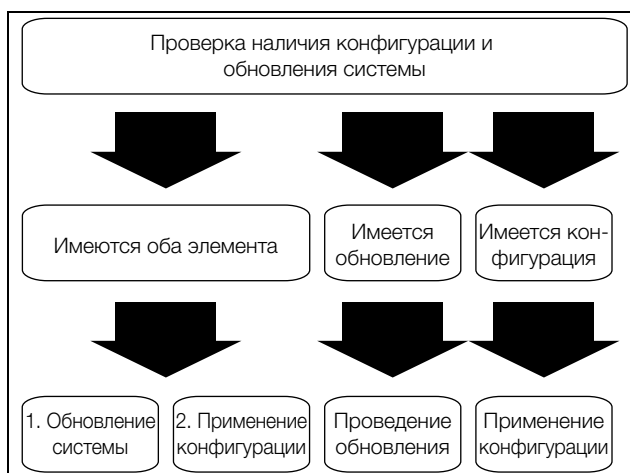 Проверка наличия конфигурации и
обновления системы
Имеются оба элемента
Имеется
обновление
Имеется кон-
фигурация
1. Обновление
системы
2. Применение
конфигурации
Проведение
обновления
Применение
конфигурации